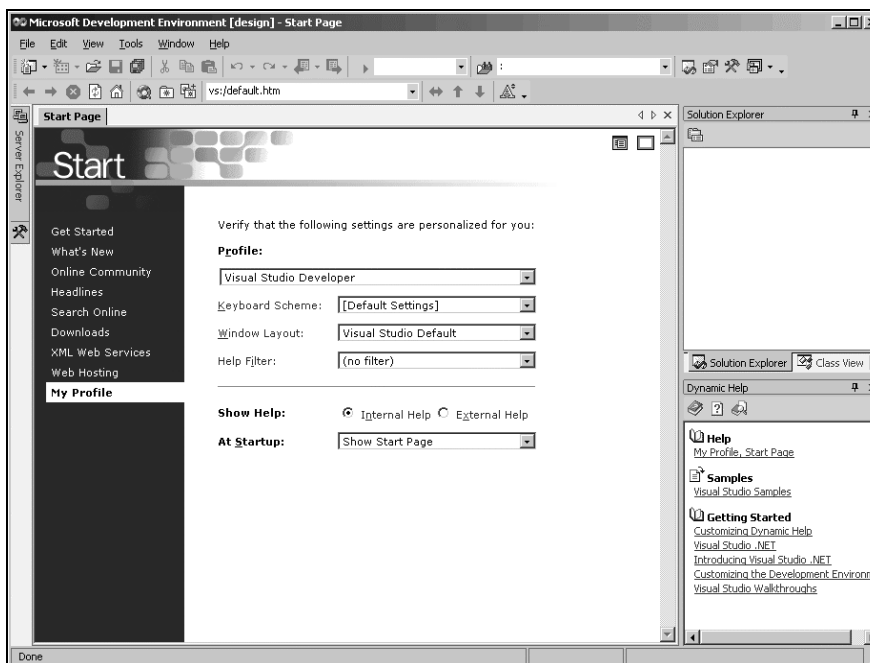 Microsoft Development Environment [design] - Start Page
File Edit View Tools Window Help
vs:/default.htm
Server Explorer
Start Page
Start
Get Started
What's New
Online Community
Headlines
Search Online
Downloads
XML Web Services
Web Hosting
My Profile
Verify that the following settings are personalized for you:
Profile:
Visual Studio Developer
Keyboard Scheme: [Default Settings]
Window Layout: Visual Studio Default
Help Filter: (no filter)
Show Help: Internal Help External Help
At Startup: Show Start Page
Solution Explorer
Solution Explorer Class View
Dynamic Help
Help
My Profile, Start Page
Samples
Visual Studio Samples
Getting Started
Customizing Dynamic Help
Visual Studio .NET
Introducing Visual Studio .NET
Customizing the Development Environm
Visual Studio Walkthroughs
Done